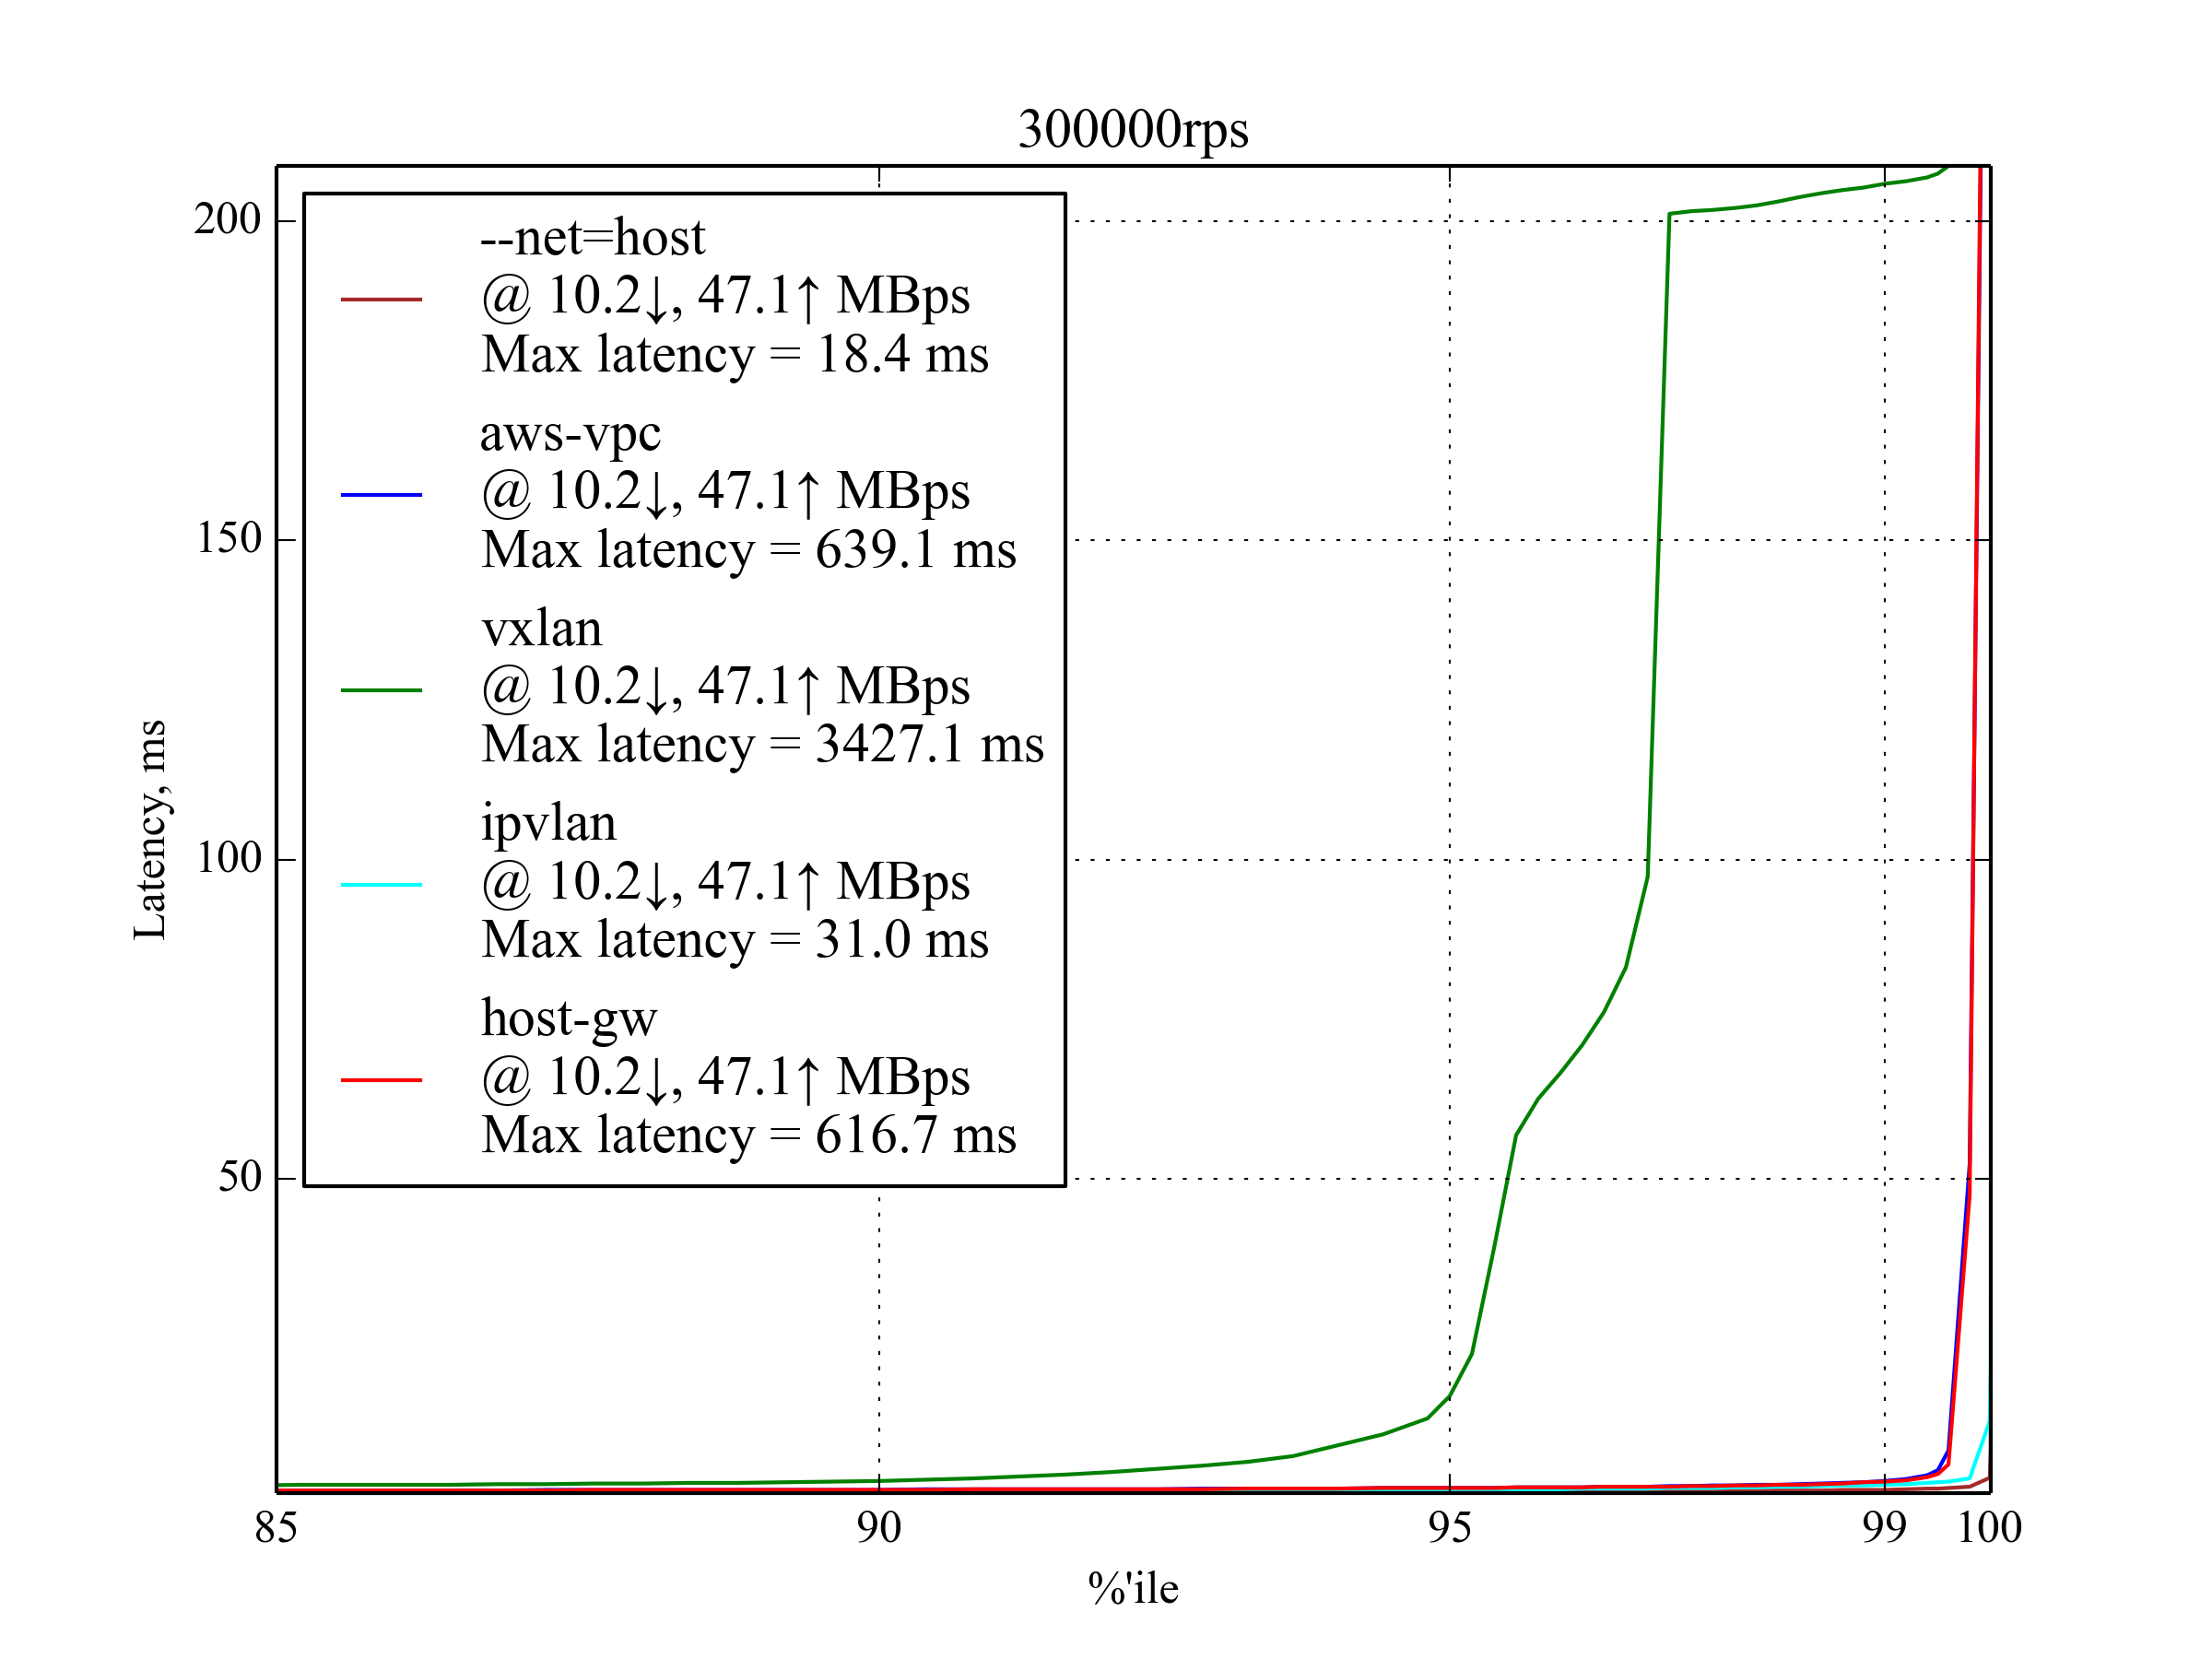 300000rps
200
150
100
50
Latency, ms
--net=host
@ 10.2↓, 47.1↑ MBps
Max latency = 18.4 ms
aws-vpc
@ 10.2↓, 47.1↑ MBps
Max latency = 639.1 ms
vxlan
@ 10.2↓, 47.1↑ MBps
Max latency = 3427.1 ms
ipvlan
@ 10.2↓, 47.1↑ MBps
Max latency = 31.0 ms
host-gw
@ 10.2↓, 47.1↑ MBps
Max latency = 616.7 ms
85 90 95 99 100
%'ile